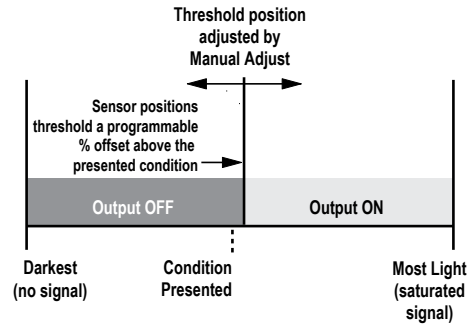 Threshold position
adjusted by
Manual Adjust
Sensor positions
threshold a programmable
% offset above the
presented condition
Output OFF
Output ON
Darkest
(no signal)
Condition
Presented
Most Light
(saturated
signal)